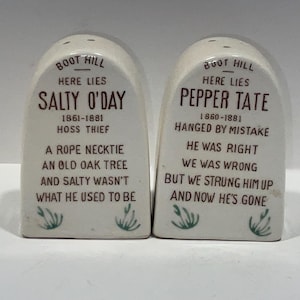 BOOT HILL
HERE LIES
SALTY O'DAY
1861-1881
HOSS THIEF
A ROPE NECKTIE
AN OLD OAK TREE
AND SALTY WASN'T
WHAT HE USED TO BE
BOOT HILL
HERE LIES
PEPPER TATE
1860-1881
HANGED BY MISTAKE
HE WAS RIGHT
WE WAS WRONG
BUT WE STRUNG HIM UP
AND NOW HE'S GONE